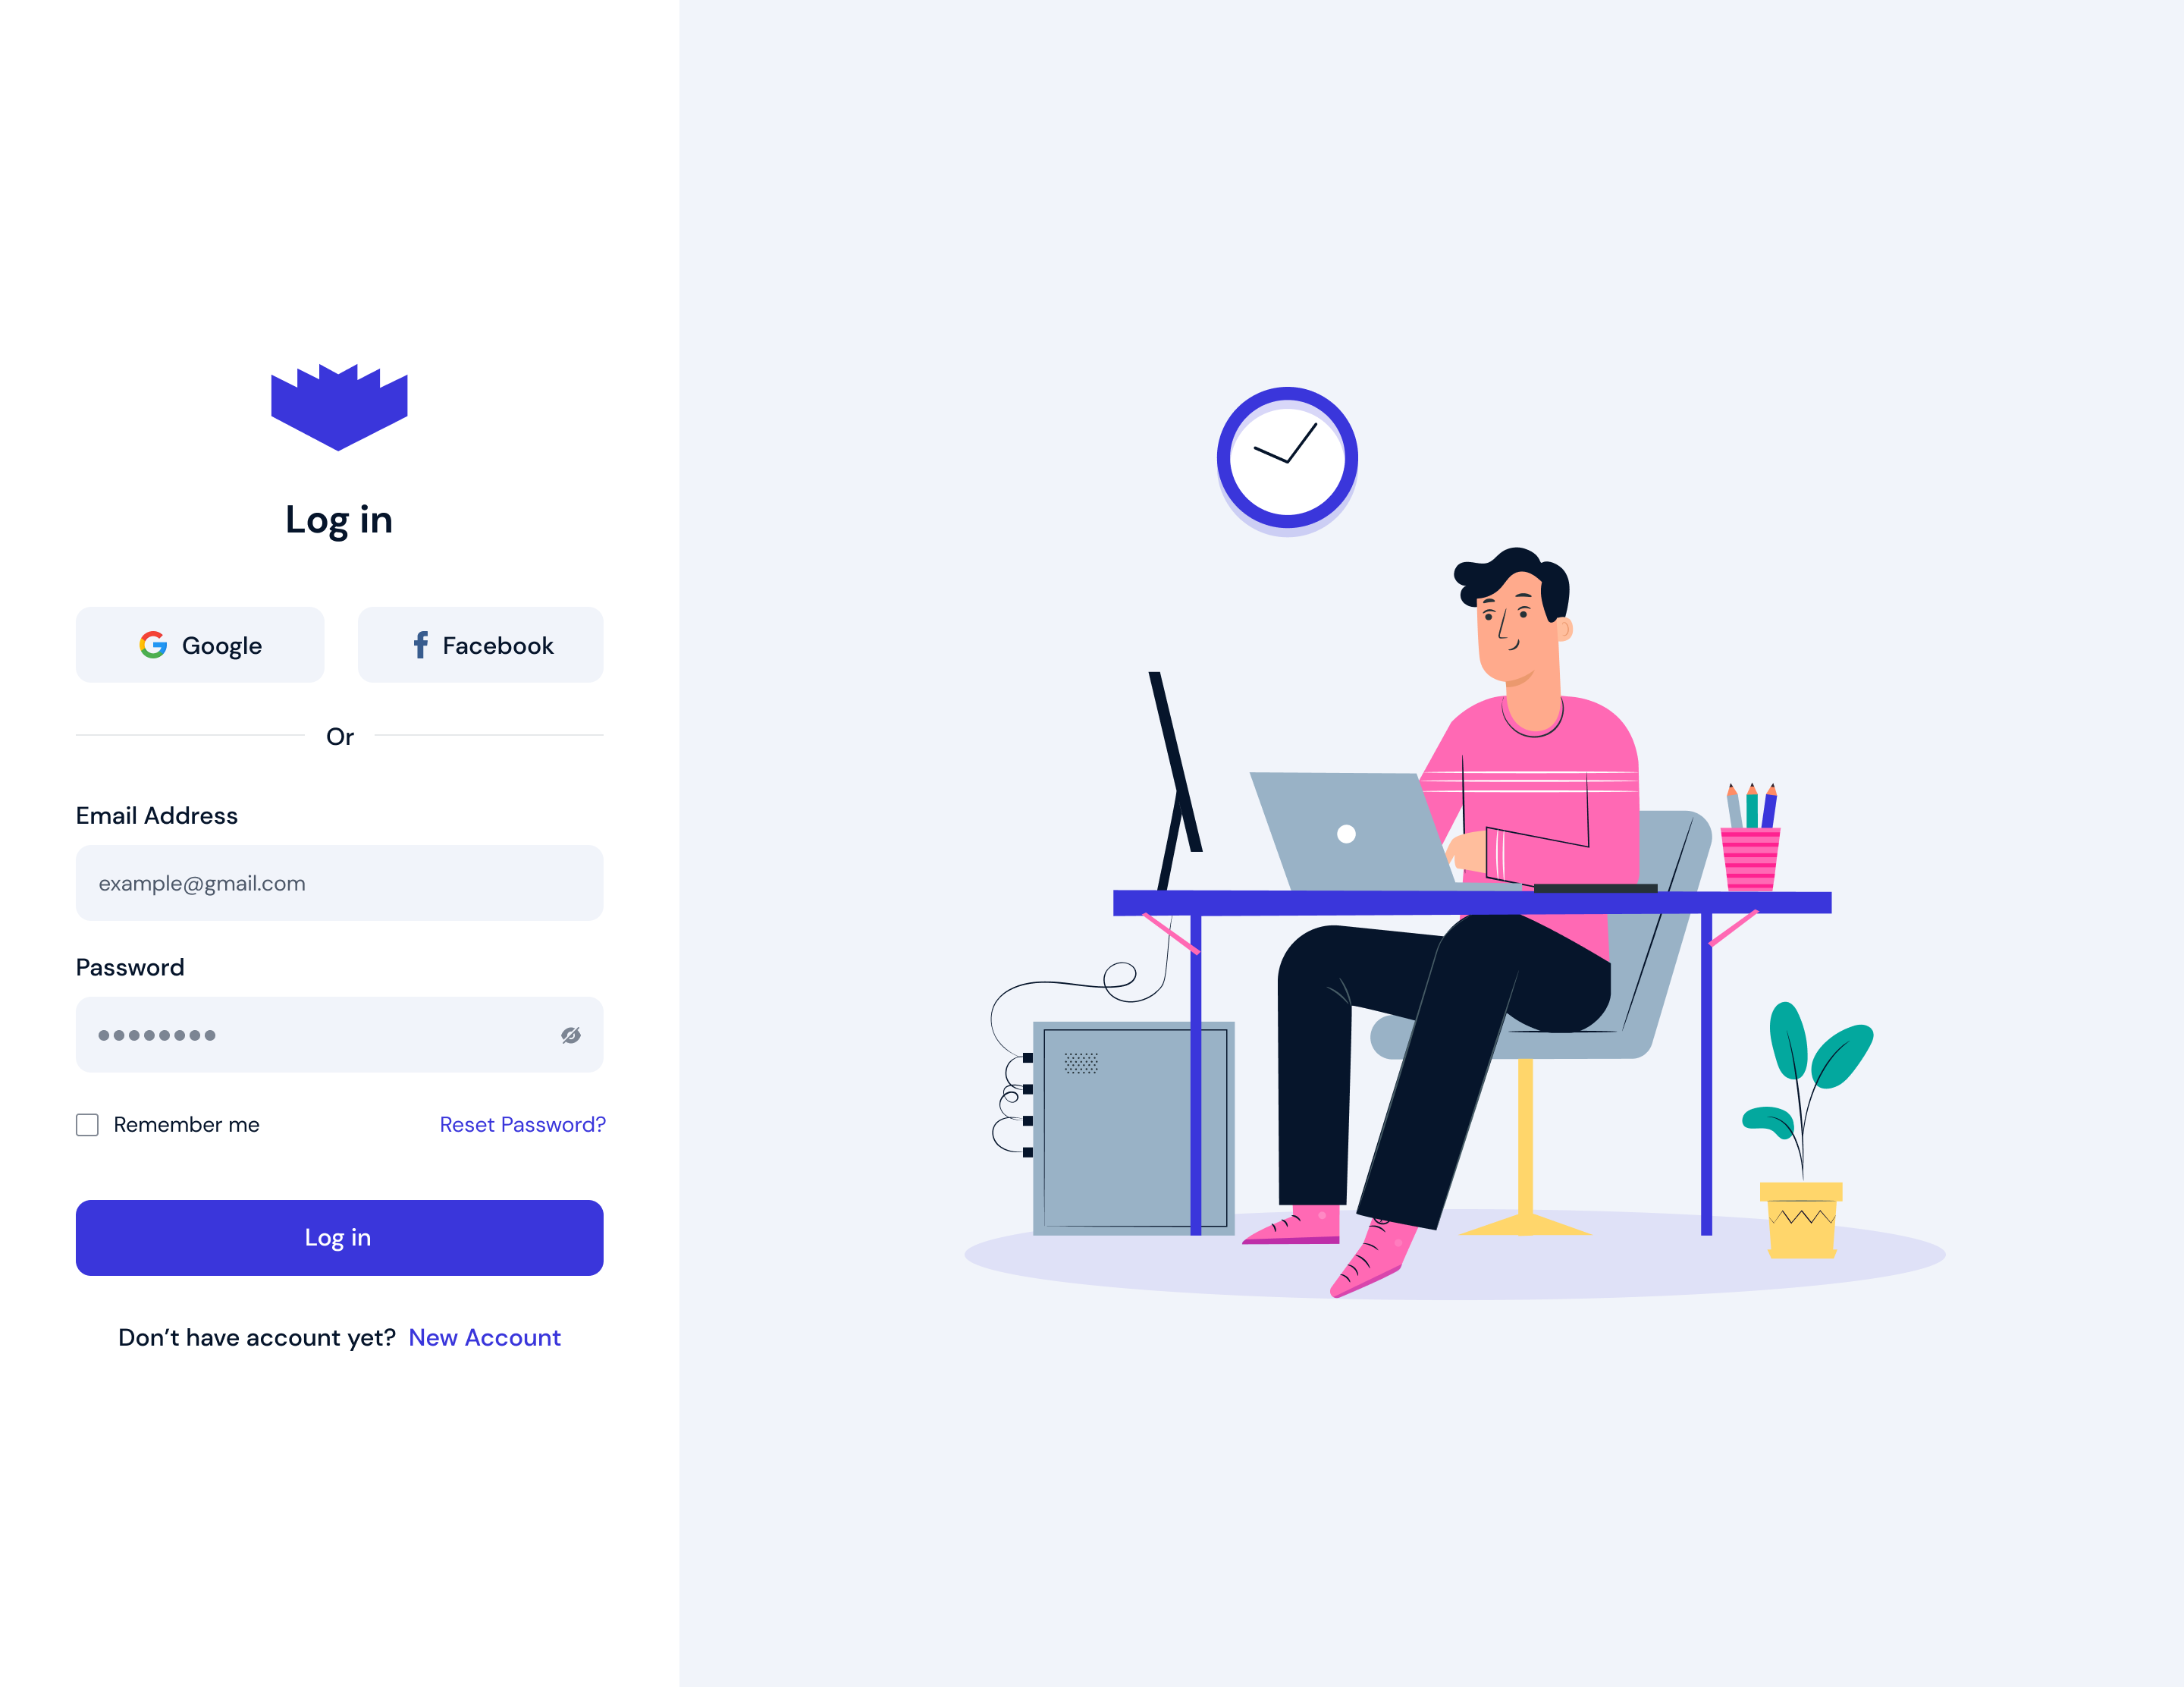 Log in
Google
Facebook
Or
Email Address
example@gmail.com
Password
Remember me
Reset Password?
Log in
Don’t have account yet? New Account